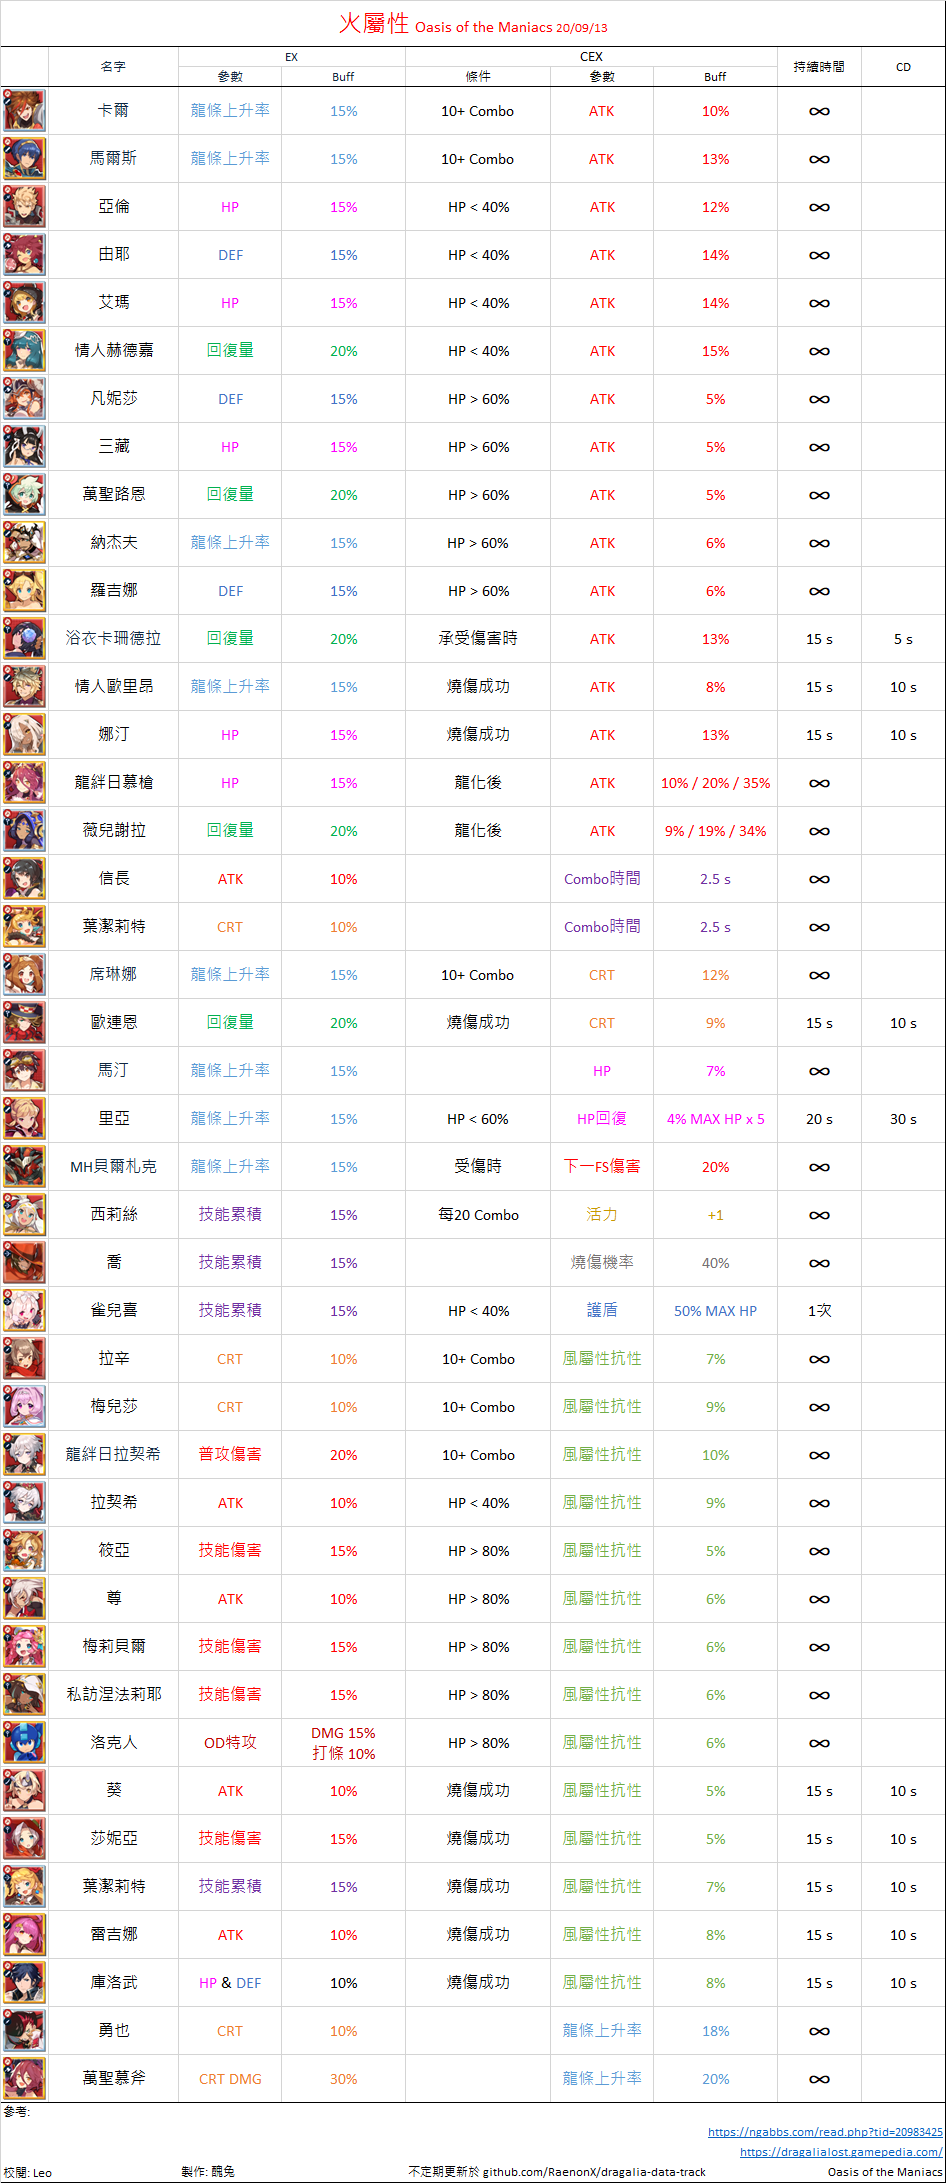 火屬性 Oasis of the Maniacs 20/09/13
名字 EX CEX 持續時間 CD
參數 Buff 條件 參數 Buff
卡爾 龍條上升率 15% 10+ Combo ATK 10% ∞
馬爾斯 龍條上升率 15% 10+ Combo ATK 13% ∞
亞倫 HP 15% HP < 40% ATK 12% ∞
由耶 DEF 15% HP < 40% ATK 14% ∞
艾瑪 HP 15% HP < 40% ATK 14% ∞
情人赫德嘉 回復量 20% HP < 40% ATK 15% ∞
凡妮莎 DEF 15% HP > 60% ATK 5% ∞
三藏 HP 15% HP > 60% ATK 5% ∞
萬聖路恩 回復量 20% HP > 60% ATK 5% ∞
納杰夫 龍條上升率 15% HP > 60% ATK 6% ∞
羅吉娜 DEF 15% HP > 60% ATK 6% ∞
浴衣卡珊德拉 回復量 20% 承受傷害時 ATK 13% 15 s 5 s
情人歐里昂 龍條上升率 15% 燒傷成功 ATK 8% 15 s 10 s
娜汀 HP 15% 燒傷成功 ATK 13% 15 s 10 s
龍絆日慕槍 HP 15% 龍化後 ATK 10% / 20% / 35% ∞
薇兒謝拉 回復量 20% 龍化後 ATK 9% / 19% / 34% ∞
信長 ATK 10% Combo時間 2.5 s ∞
葉潔莉特 CRT 10% Combo時間 2.5 s ∞
席琳娜 龍條上升率 15% 10+ Combo CRT 12% ∞
歐連恩 回復量 20% 燒傷成功 CRT 9% 15 s 10 s
馬汀 龍條上升率 15% HP 7% ∞
里亞 龍條上升率 15% HP < 60% HP回復 4% MAX HP x 5 20 s 30 s
MH貝爾札克 龍條上升率 15% 受傷時 下一FS傷害 20% ∞
西莉絲 技能累積 15% 每20 Combo 活力 +1 ∞
喬 技能累積 15% 燒傷機率 40% ∞
雀兒喜 技能累積 15% HP < 40% 護盾 50% MAX HP 1次
拉辛 CRT 10% 10+ Combo 風屬性抗性 7% ∞
梅兒莎 CRT 10% 10+ Combo 風屬性抗性 9% ∞
龍絆日拉契希 普攻傷害 20% 10+ Combo 風屬性抗性 10% ∞
拉契希 ATK 10% HP < 40% 風屬性抗性 9% ∞
筱亞 技能傷害 15% HP > 80% 風屬性抗性 5% ∞
尊 ATK 10% HP > 80% 風屬性抗性 6% ∞
梅莉貝爾 技能傷害 15% HP > 80% 風屬性抗性 6% ∞
私訪涅法莉耶 技能傷害 15% HP > 80% 風屬性抗性 6% ∞
洛克人 OD特攻 DMG 15% 打條 10% HP > 80% 風屬性抗性 6% ∞
葵 ATK 10% 燒傷成功 風屬性抗性 5% 15 s 10 s
莎妮亞 技能傷害 15% 燒傷成功 風屬性抗性 5% 15 s 10 s
葉潔莉特 技能累積 15% 燒傷成功 風屬性抗性 7% 15 s 10 s
雷吉娜 ATK 10% 燒傷成功 風屬性抗性 8% 15 s 10 s
庫洛武 HP & DEF 10% 燒傷成功 風屬性抗性 8% 15 s 10 s
勇也 CRT 10% 龍條上升率 18% ∞
萬聖慕斧 CRT DMG 30% 龍條上升率 20% ∞
參考:
https://ngabbs.com/read.php?tid=20983425
https://dragalialost.gamepedia.com/
校閱: Leo 製作: 醜兔 不定期更新於 github.com/RaenonX/dragalia-data-track Oasis of the Maniacs